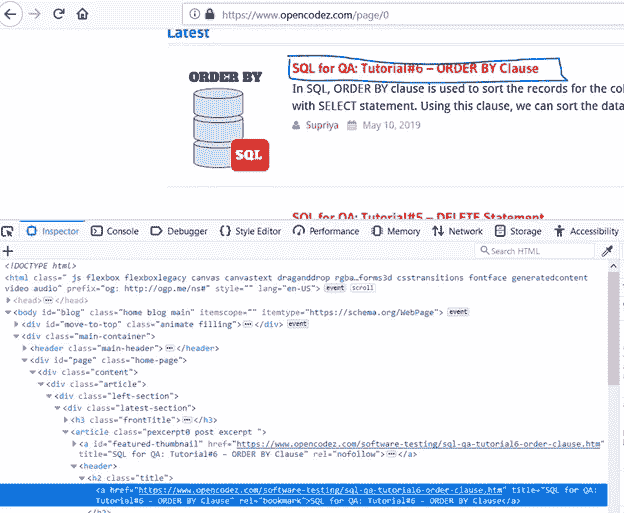 https://www.opencodez.com/page/0
Latest
SQL for QA: Tutorial#6 – ORDER BY Clause
ORDER BY
SQL
In SQL, ORDER BY clause is used to sort the records for the col
with SELECT statement. Using this clause, we can sort the data
Supriya May 10, 2019
SQL for QA: Tutorial#5 – DELETE Statement
Inspector Console Debugger Style Editor Performance Memory Network Storage Accessibility
+ Search HTML
<!DOCTYPE html>
<html class=" js flexbox flexboxlegacy canvas canvastext draganddrop rgba…forms3d csstransitions fontface generatedcontent
video audio" prefix="og: http://ogp.me/ns#" style="" lang="en-US"> event scroll
<head>…</head>
<body id="blog" class="home blog main" itemscope="" itemtype="https://schema.org/WebPage"> event
<div id="move-to-top" class="animate filling">…</div> event
<div class="main-container">
<header class="main-header">…</header>
<div id="page" class="home-page">
<div class="content">
<div class="article">
<div class="left-section">
<div class="latest-section">
<h3 class="frontTitle">…</h3>
<article class="pexcerpt0 post excerpt ">
<a id="featured-thumbnail" href="https://www.opencodez.com/software-testing/sql-qa-tutorial6-order-clause.htm"
title="SQL for QA: Tutorial#6 – ORDER BY Clause" rel="nofollow">…</a>
<header>
<h2 class="title">
<a href="https://www.opencodez.com/software-testing/sql-qa-tutorial6-order-clause.htm" title="SQL for QA:
Tutorial#6 - ORDER BY Clause" rel="bookmark">SQL for QA: Tutorial#6 - ORDER BY Clause</a>
</h2>